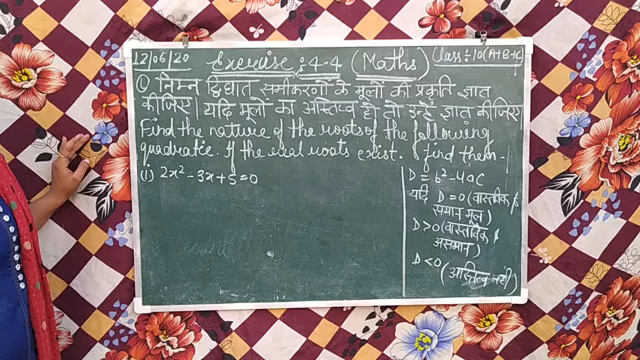 12/06/20
Exercise : 4-4 (Maths)
Class :- 10 (A+B+C)
① निम्न द्विघात समीकरणों के मूलों की प्रकृति ज्ञात
कीजिए। यदि मूलों का अस्तित्व हो तो उन्हें ज्ञात कीजिए
Find the nature of the roots of the following
quadratic. If the real roots exist. find them-
(i) 2x² - 3x + 5 = 0
D = b² - 4ac
यदि D = 0 (वास्तविक &
समान मूल)
D > 0 (वास्तविक &
असमान)
D < 0 (अस्तित्व नहीं)